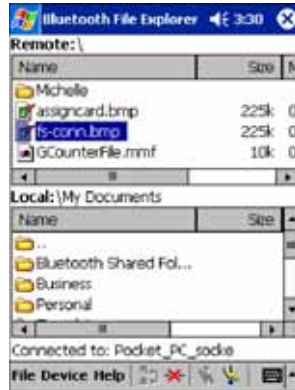 Bluetooth File Explorer 3:30
Remote:\
Name Size
Michelle
assigncard.bmp 225k
fs-conn.bmp 225k
GCounterFile.mmf 10k
Local:\My Documents
Name Size
..
Bluetooth Shared Fol...
Business
Personal
Connected to: Pocket_PC_socke
File Device Help